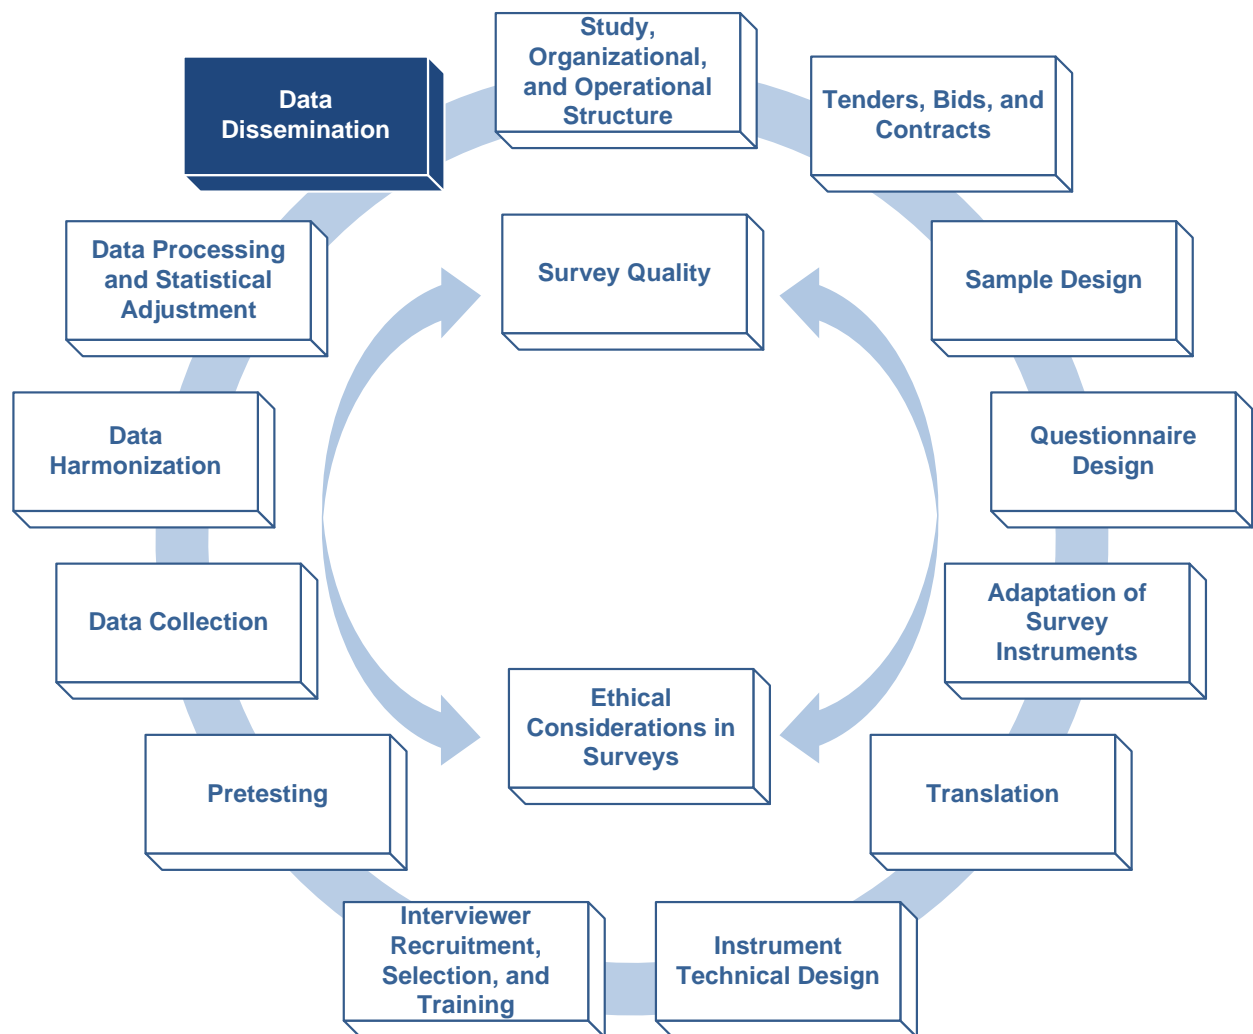 Study,
Organizational,
and Operational
Structure
Tenders, Bids, and
Contracts
Sample Design
Questionnaire
Design
Adaptation of
Survey
Instruments
Translation
Instrument
Technical Design
Interviewer
Recruitment,
Selection, and
Training
Pretesting
Data Collection
Data
Harmonization
Data Processing
and Statistical
Adjustment
Data
Dissemination
Survey Quality
Ethical
Considerations in
Surveys